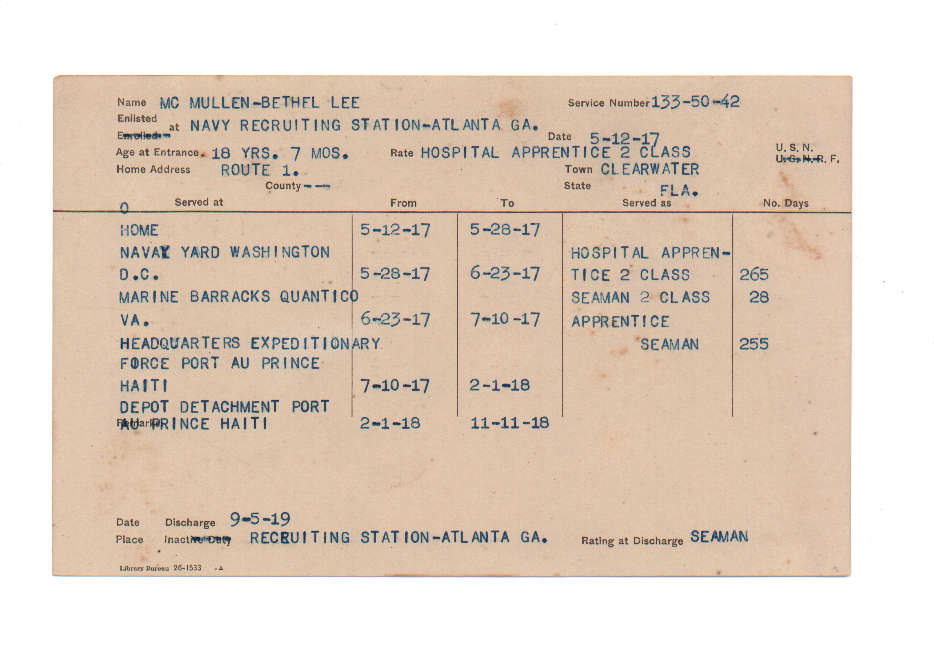 Name MC MULLEN-BETHEL LEE Service Number 133-50-42
Enlisted
Enrolled at NAVY RECRUITING STATION-ATLANTA GA. Date 5-12-17
Age at Entrance. 18 YRS. 7 MOS. Rate HOSPITAL APPRENTICE 2 CLASS U. S. N.
U. S. N. R. F.
Home Address ROUTE 1. Town CLEARWATER
County --- State FLA.
O Served at From To Served as No. Days
HOME 5-12-17 5-28-17
NAVAY YARD WASHINGTON HOSPITAL APPREN-
D.C. 5-28-17 6-23-17 TICE 2 CLASS 265
MARINE BARRACKS QUANTICO SEAMAN 2 CLASS 28
VA. 6-23-17 7-10-17 APPRENTICE
HEADQUARTERS EXPEDITIONARY SEAMAN 255
FORCE PORT AU PRINCE
HAITI 7-10-17 2-1-18
DEPOT DETACHMENT PORT
Remarks AU PRINCE HAITI 2-1-18 11-11-18
Date Discharge 9-5-19
Place Inactive Duty RECRUITING STATION-ATLANTA GA. Rating at Discharge SEAMAN
Library Bureau 26-1533